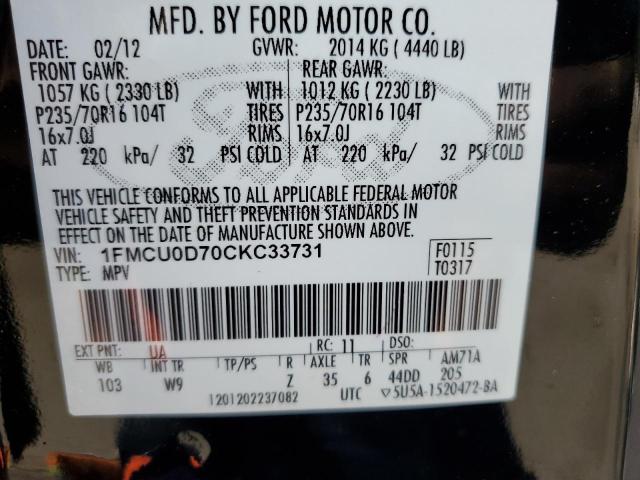 MFD. BY FORD MOTOR CO.
DATE: 02/12 GVWR: 2014 KG ( 4440 LB)
FRONT GAWR: REAR GAWR:
1057 KG ( 2330 LB) WITH 1012 KG ( 2230 LB) WITH
P235/70R16 104T TIRES P235/70R16 104T TIRES
16x7.0J RIMS 16x7.0J RIMS
AT 220 kPa/ 32 PSI COLD AT 220 kPa/ 32 PSI COLD
THIS VEHICLE CONFORMS TO ALL APPLICABLE FEDERAL MOTOR
VEHICLE SAFETY AND THEFT PREVENTION STANDARDS IN
EFFECT ON THE DATE OF MANUFACTURE SHOWN ABOVE.
VIN: 1FMCU0D70CKC33731 F0115
TYPE: MPV T0317
EXT PNT: UA RC: 11 DSO:
WB INT TR TP/PS R AXLE TR SPR AM71A
103 W9 Z 35 6 44DD 205
1201202237082 UTC ▽5U5A-1520472-BA
Ford